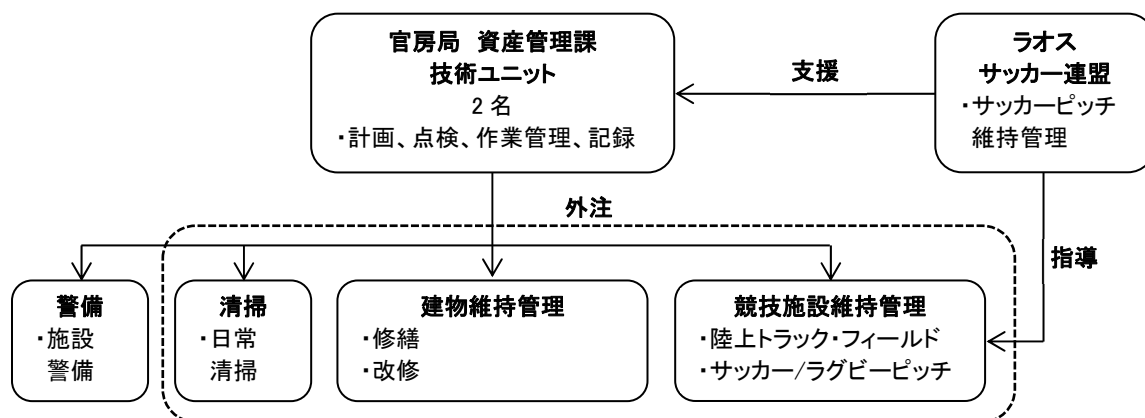 官房局 資産管理課
技術ユニット
2 名
・計画、点検、作業管理、記録
支援
ラオス
サッカー連盟
・サッカーピッチ
維持管理
外注
指導
警備
・施設
警備
清掃
・日常
清掃
建物維持管理
・修繕
・改修
競技施設維持管理
・陸上トラック・フィールド
・サッカー/ラグビーピッチ